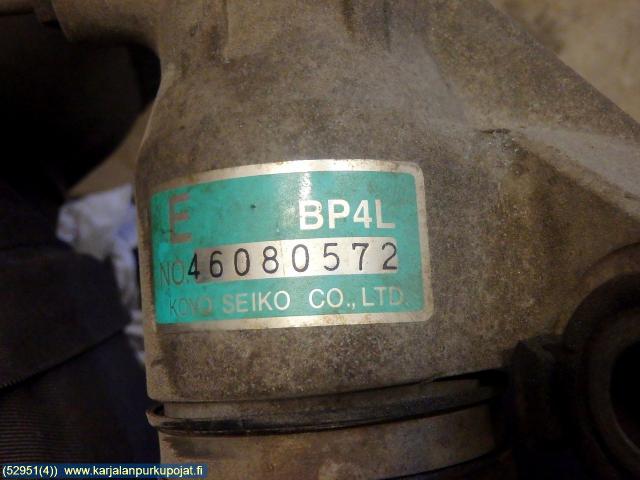 E BP4L
NO.46080572
KOYO SEIKO CO.,LTD.
(52951(4)) www.karjalanpurkupojat.fi